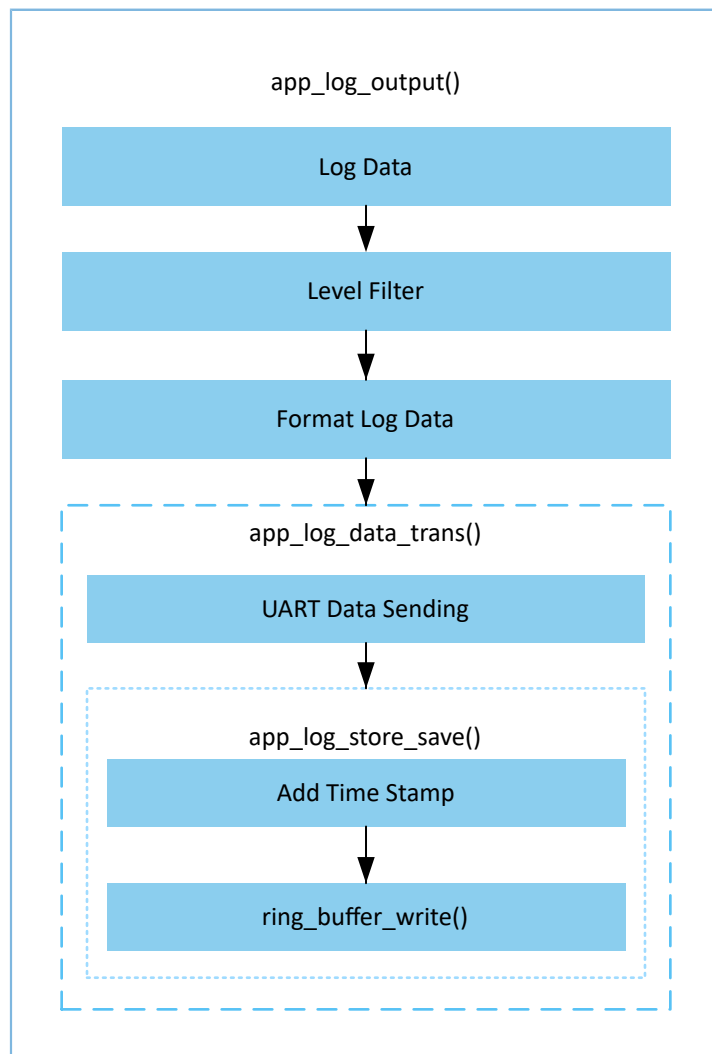 app_log_output()
Log Data
Level Filter
Format Log Data
app_log_data_trans()
UART Data Sending
app_log_store_save()
Add Time Stamp
ring_buffer_write()